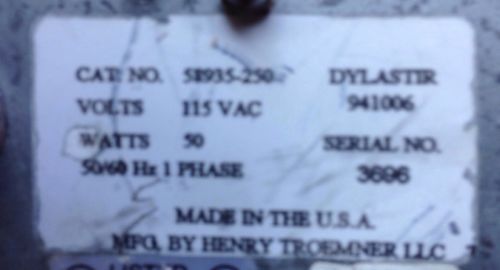 CAT. NO. 58935-250 DYLASTIR
VOLTS 115 VAC 941006
WATTS 50 SERIAL NO.
50/60 Hz 1 PHASE 3696
MADE IN THE U.S.A.
MFG. BY HENRY TROEMNER LLC